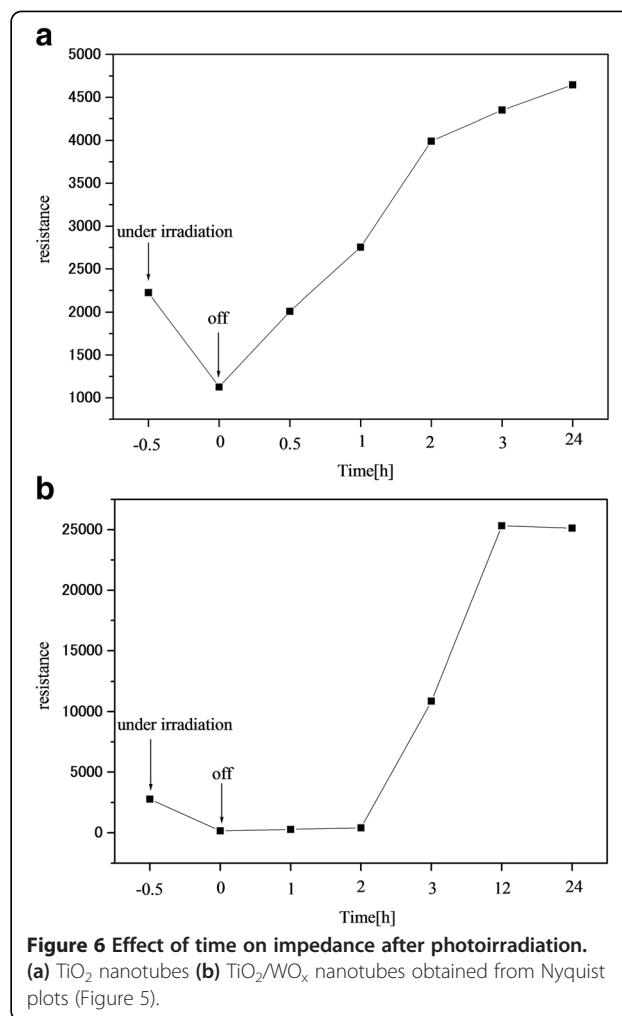 a
5000
4500
4000
3500
3000
2500
2000
1500
1000
resistance
under irradiation
off
-0.5 0 0.5 1 2 3 24
Time[h]
b
25000
20000
15000
10000
5000
0
resistance
under irradiation
off
-0.5 0 1 2 3 12 24
Time[h]
Figure 6 Effect of time on impedance after photoirradiation.
(a) TiO₂ nanotubes (b) TiO₂/WOₓ nanotubes obtained from Nyquist
plots (Figure 5).